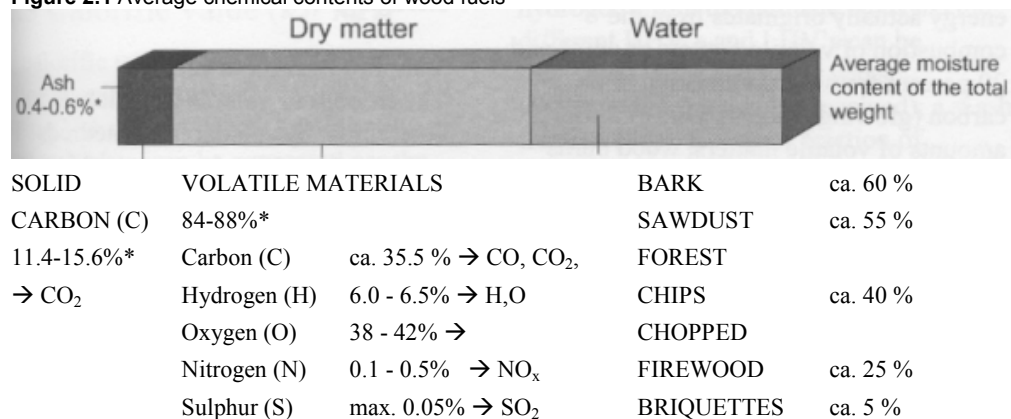 Figure 2.1 Average chemical contents of wood fuels
Dry matter Water
Ash
0.4-0.6%*
Average moisture
content of the total
weight
SOLID VOLATILE MATERIALS BARK ca. 60 %
CARBON (C) 84-88%* SAWDUST ca. 55 %
11.4-15.6%* Carbon (C) ca. 35.5 % → CO, CO₂, FOREST
→ CO₂ Hydrogen (H) 6.0 - 6.5% → H,O CHIPS ca. 40 %
Oxygen (O) 38 - 42% → CHOPPED
Nitrogen (N) 0.1 - 0.5% → NOₓ FIREWOOD ca. 25 %
Sulphur (S) max. 0.05% → SO₂ BRIQUETTES ca. 5 %